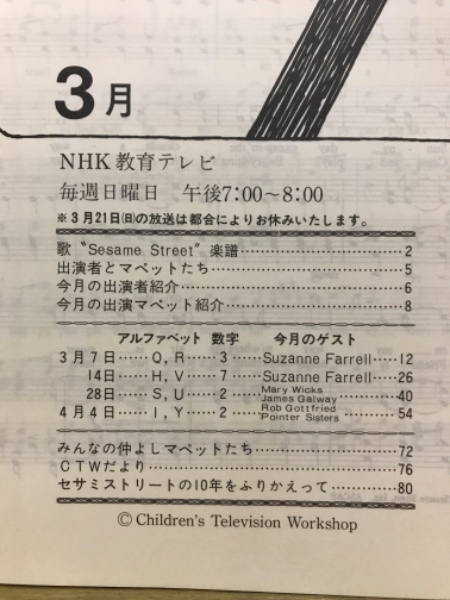 3月
NHK 教育テレビ
毎週日曜日 午後7:00〜8:00
※3月21日(日)の放送は都合によりお休みいたします。
歌〝Sesame Street〟楽譜……2
出演者とマペットたち……5
今月の出演者紹介……6
今月の出演マペット紹介……8
アルファベット 数字 今月のゲスト
3月7日……Q, R……3……Suzanne Farrell……12
14日……H, V……7……Suzanne Farrell……26
28日……S, U……2……Mary Wicks James Galway……40
4月4日……I, Y……2……Rob Gottfried Pointer Sisters……54
みんなの仲よしマペットたち……72
CTWだより……76
セサミストリートの10年をふりかえって……80
© Children's Television Workshop